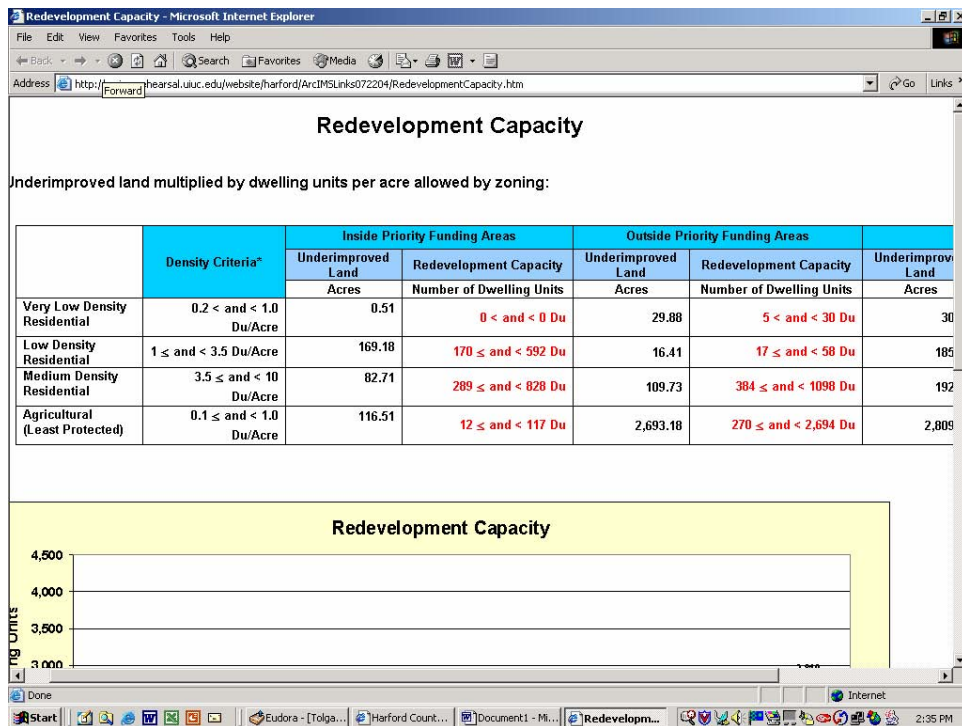 Redevelopment Capacity - Microsoft Internet Explorer
File Edit View Favorites Tools Help
Back Search Favorites Media
Address http:/ hearsal.uiuc.edu/website/harford/ArcIMSLinks072204/RedevelopmentCapacity.htm Go Links
Forward
Redevelopment Capacity
Underimproved land multiplied by dwelling units per acre allowed by zoning:
Inside Priority Funding Areas Outside Priority Funding Areas
Density Criteria* Underimproved Land Redevelopment Capacity Underimproved Land Redevelopment Capacity Underimprov Land
Acres Number of Dwelling Units Acres Number of Dwelling Units Acres
Very Low Density Residential 0.2 < and < 1.0 Du/Acre 0.51 0 < and < 0 Du 29.88 5 < and < 30 Du 30
Low Density Residential 1 ≤ and < 3.5 Du/Acre 169.18 170 ≤ and < 592 Du 16.41 17 ≤ and < 58 Du 185
Medium Density Residential 3.5 ≤ and < 10 Du/Acre 82.71 289 ≤ and < 828 Du 109.73 384 ≤ and < 1098 Du 192
Agricultural (Least Protected) 0.1 ≤ and < 1.0 Du/Acre 116.51 12 ≤ and < 117 Du 2,693.18 270 ≤ and < 2,694 Du 2,809
Redevelopment Capacity
4,500
4,000
3,500
3,000
ng Units
Done Internet
Start Eudora - [Tolga... Harford Count... Document1 - Mi... Redevelopm... 2:35 PM